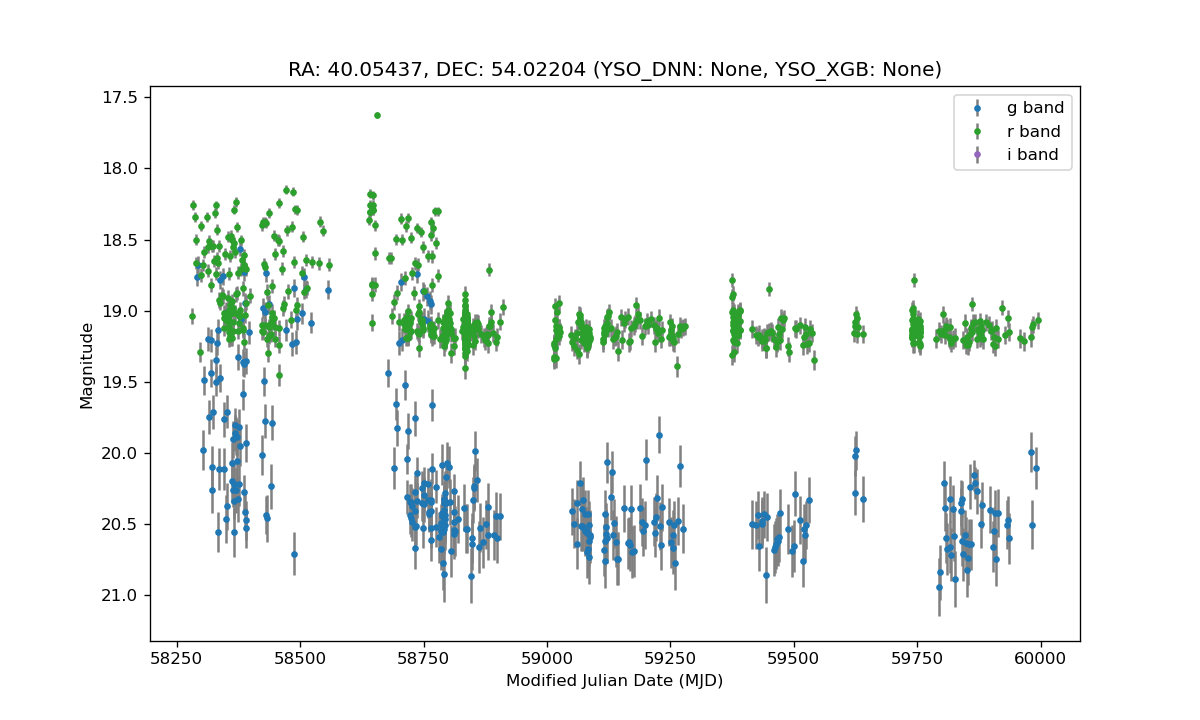 RA: 40.05437, DEC: 54.02204 (YSO_DNN: None, YSO_XGB: None)
g band
r band
i band
17.5
18.0
18.5
19.0
19.5
20.0
20.5
21.0
Magnitude
58250 58500 58750 59000 59250 59500 59750 60000
Modified Julian Date (MJD)